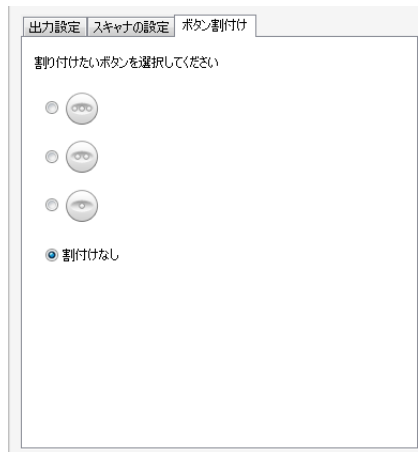 出力設定 スキャナの設定 ボタン割付け
割り付けたいボタンを選択してください
割付けなし